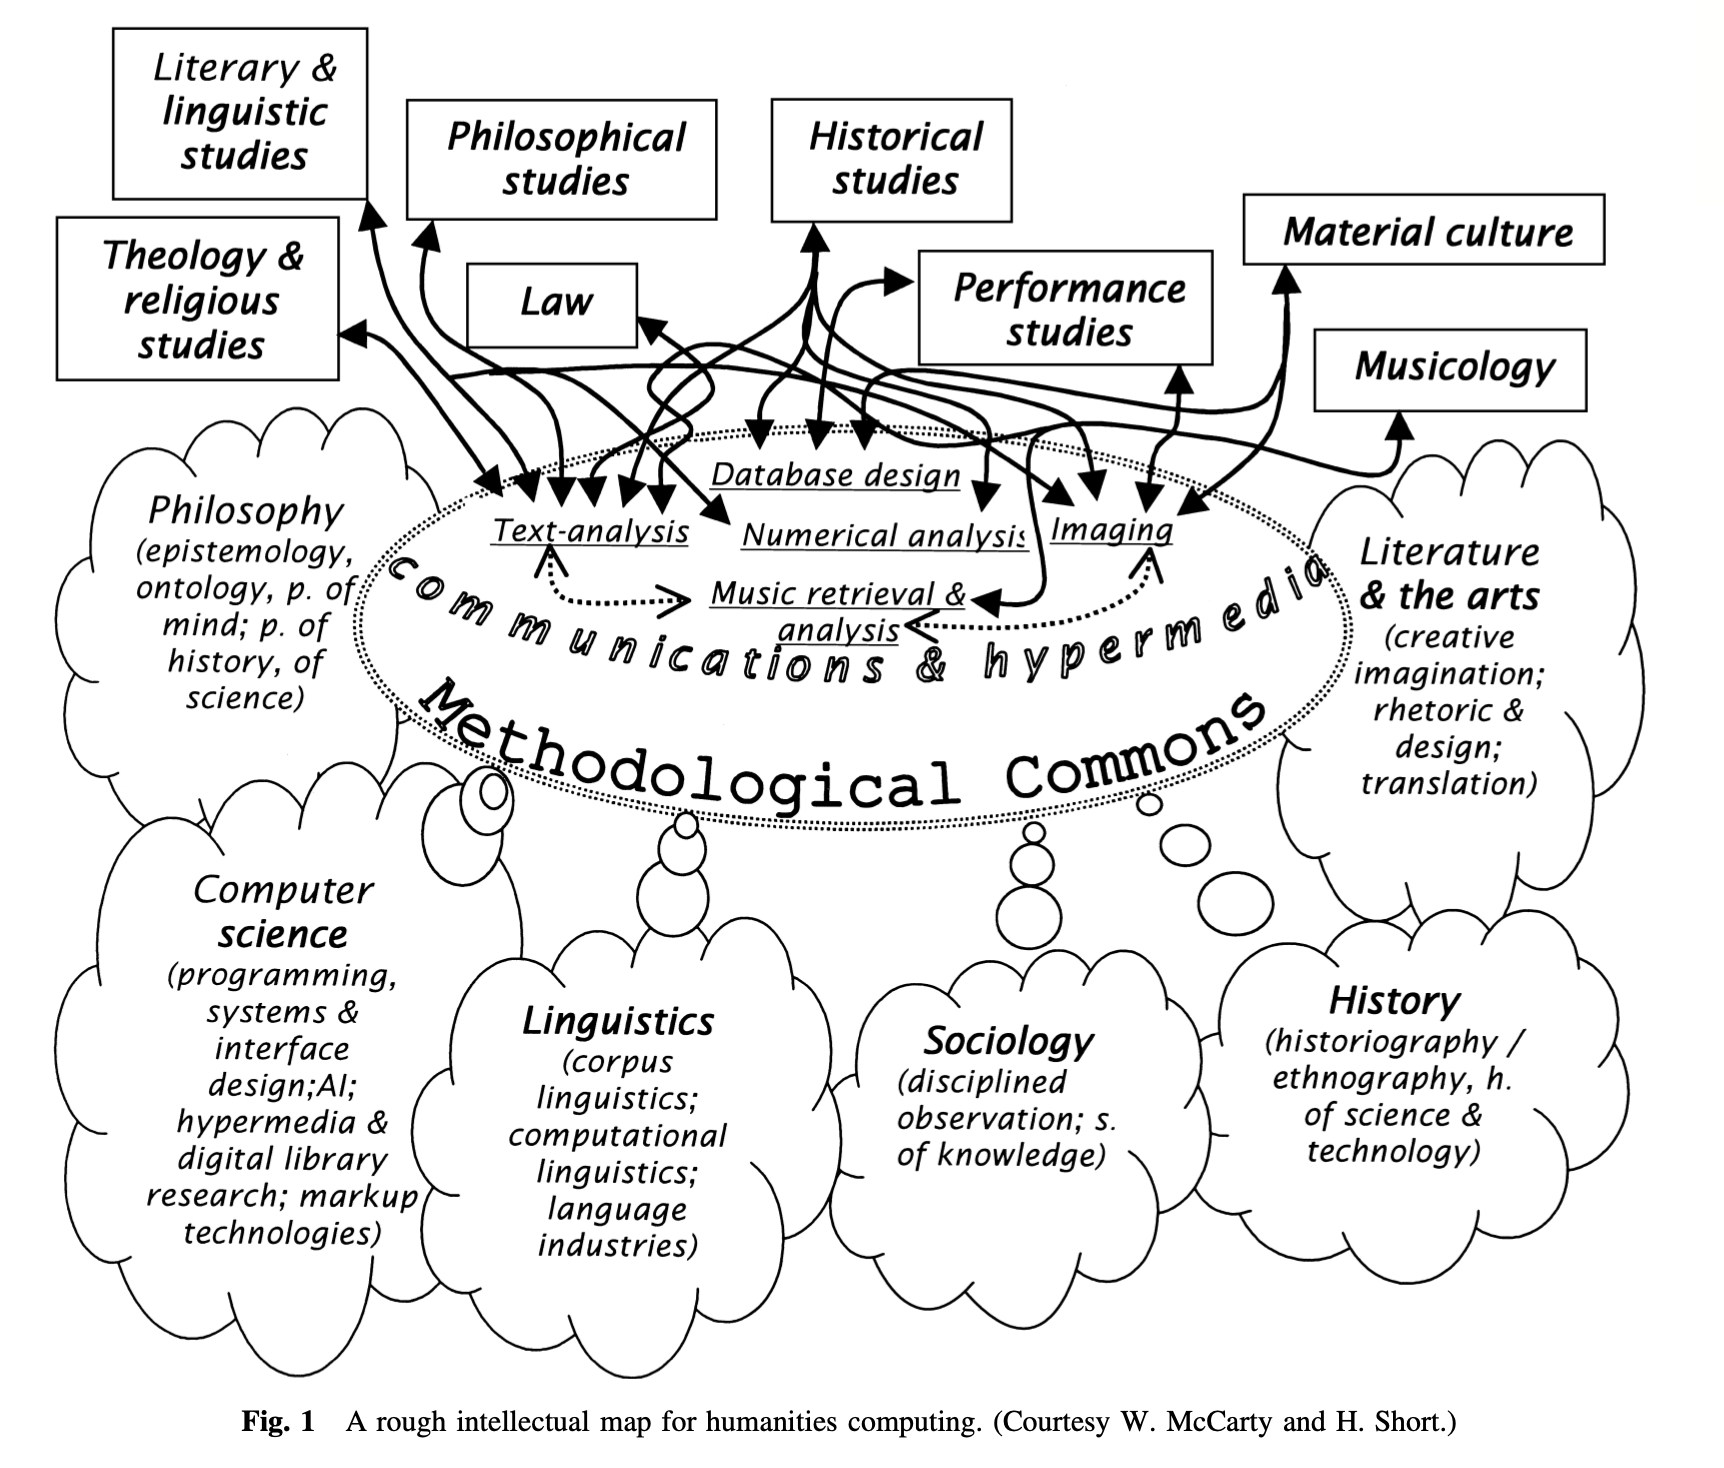 Literary &
linguistic
studies
Philosophical
studies
Historical
studies
Material culture
Theology &
religious
studies
Law
Performance
studies
Musicology
Database design
Text-analysis
Numerical analysis
Imaging
Music retrieval &
analysis
communications & hypermedia
Methodological Commons
Philosophy
(epistemology,
ontology, p. of
mind; p. of
history, of
science)
Literature
& the arts
(creative
imagination;
rhetoric &
design;
translation)
Computer
science
(programming,
systems &
interface
design;AI;
hypermedia &
digital library
research; markup
technologies)
Linguistics
(corpus
linguistics;
computational
linguistics;
language
industries)
Sociology
(disciplined
observation; s.
of knowledge)
History
(historiography /
ethnography, h.
of science &
technology)
Fig. 1 A rough intellectual map for humanities computing. (Courtesy W. McCarty and H. Short.)